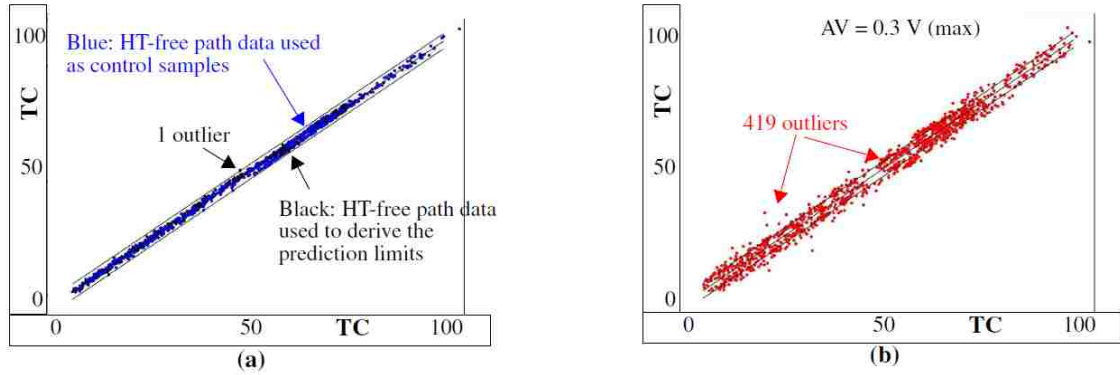 100
Blue: HT-free path data used
as control samples
TC
1 outlier
50
Black: HT-free path data
used to derive the
prediction limits
0
0
50
TC
100
(a)
100
AV = 0.3 V (max)
TC
419 outliers
50
0
0
50
TC
100
(b)